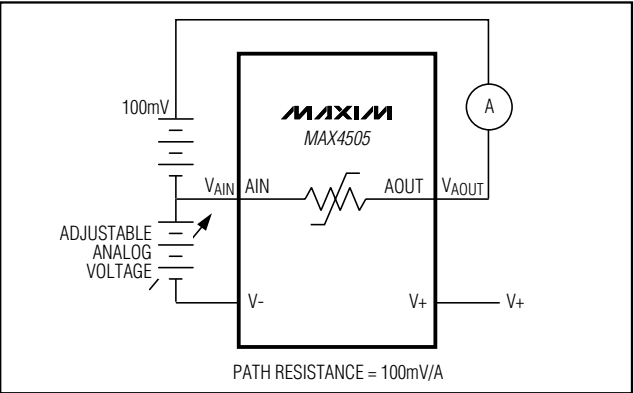 100mV
A
MAXIM
MAX4505
VAIN AIN
AOUT VAOUT
ADJUSTABLE
ANALOG
VOLTAGE
V-
V+
V+
PATH RESISTANCE = 100mV/A